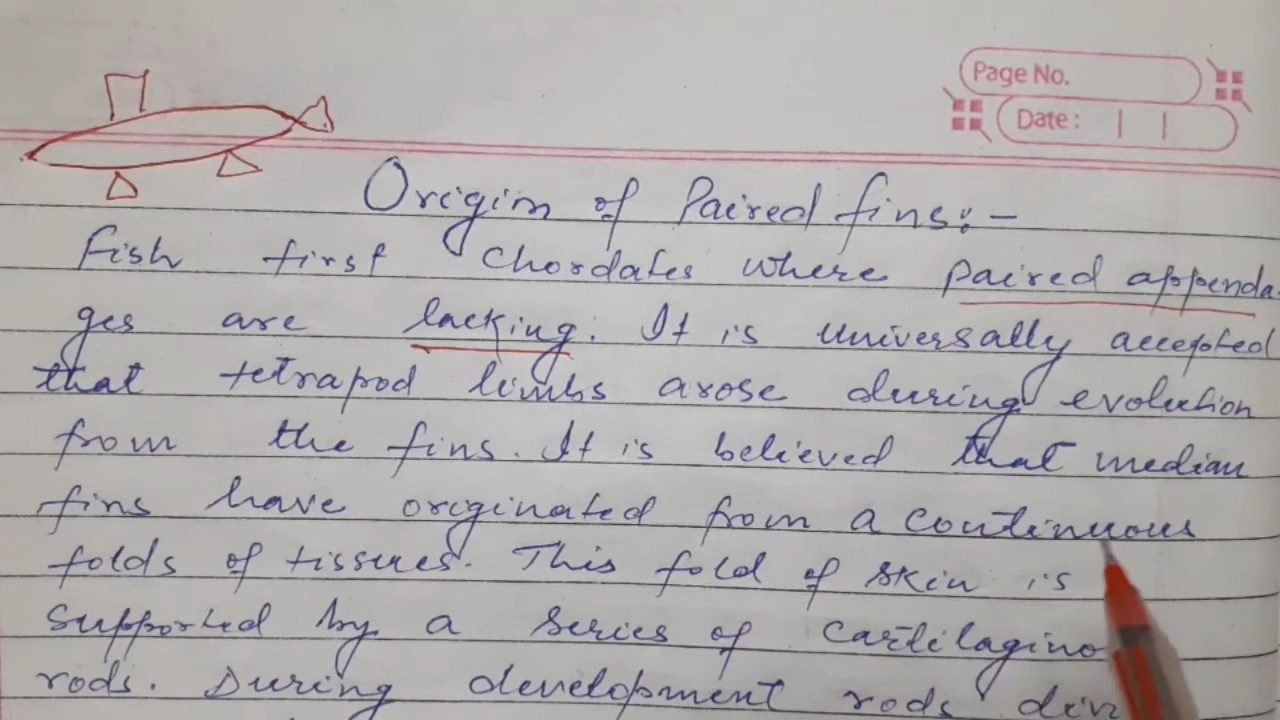 Page No.
Date:
Origin of Paired fins:-
Fish first chordates where paired appenda-
ges are lacking. It is universally accepted
that tetrapod limbs arose during evolution
from the fins. It is believed that median
fins have originated from a continuous
folds of tissues. This fold of skin is
supported by a series of cartilagino
rods. During development rods div